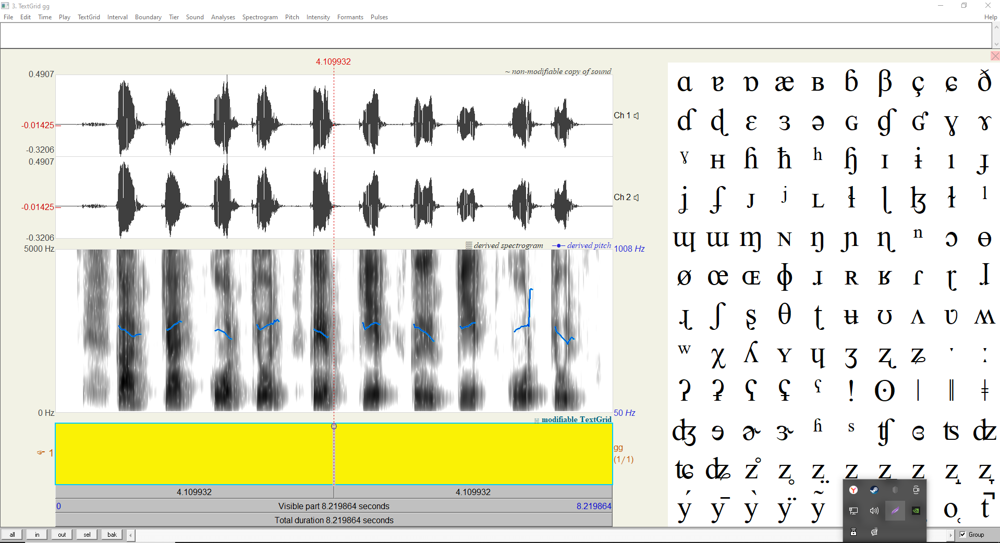 3. TextGrid gg
File Edit Time Play TextGrid Interval Boundary Tier Sound Analyses Spectrogram Pitch Intensity Formants Pulses Help
4.109932
~ non-modifiable copy of sound
0.4907
-0.01425
Ch 1
-0.3206
0.4907
-0.01425
Ch 2
-0.3206
derived spectrogram derived pitch
5000 Hz 1008 Hz
0 Hz 50 Hz
modifiable TextGrid
1 gg
(1/1)
4.109932 4.109932
0 Visible part 8.219864 seconds 8.219864
Total duration 8.219864 seconds
all in out sel bak Group
ɑ ɐ ɒ æ ʙ ɓ β ç ɕ ð
ɗ ɖ ɛ ɜ ə ɢ ɠ ʛ ɣ ɤ
ˠ ʜ ɦ ħ ʰ ɧ ɪ ɨ ı ɟ
ʝ ʄ ᴊ ʲ ʟ ɫ ɭ ɮ ɫ ˡ
ɰ ɯ ɱ ɴ ŋ ɲ ɳ ⁿ ɔ ɵ
ø œ ɶ ɸ ɹ ʀ ʁ ɾ ɽ ɺ
ɻ ʃ ʂ θ ʈ ʉ ʊ ʌ ʋ ʍ
ʷ χ ʎ ʏ ɥ ʒ ʐ ʑ ˑ ː
ʔ ʡ ʕ ʢ ˤ ǃ ʘ ǀ ǁ ǂ
ʤ ɘ ɚ ɝ ʱ ˢ ʧ ɞ ʦ ʣ
ʨ ʥ